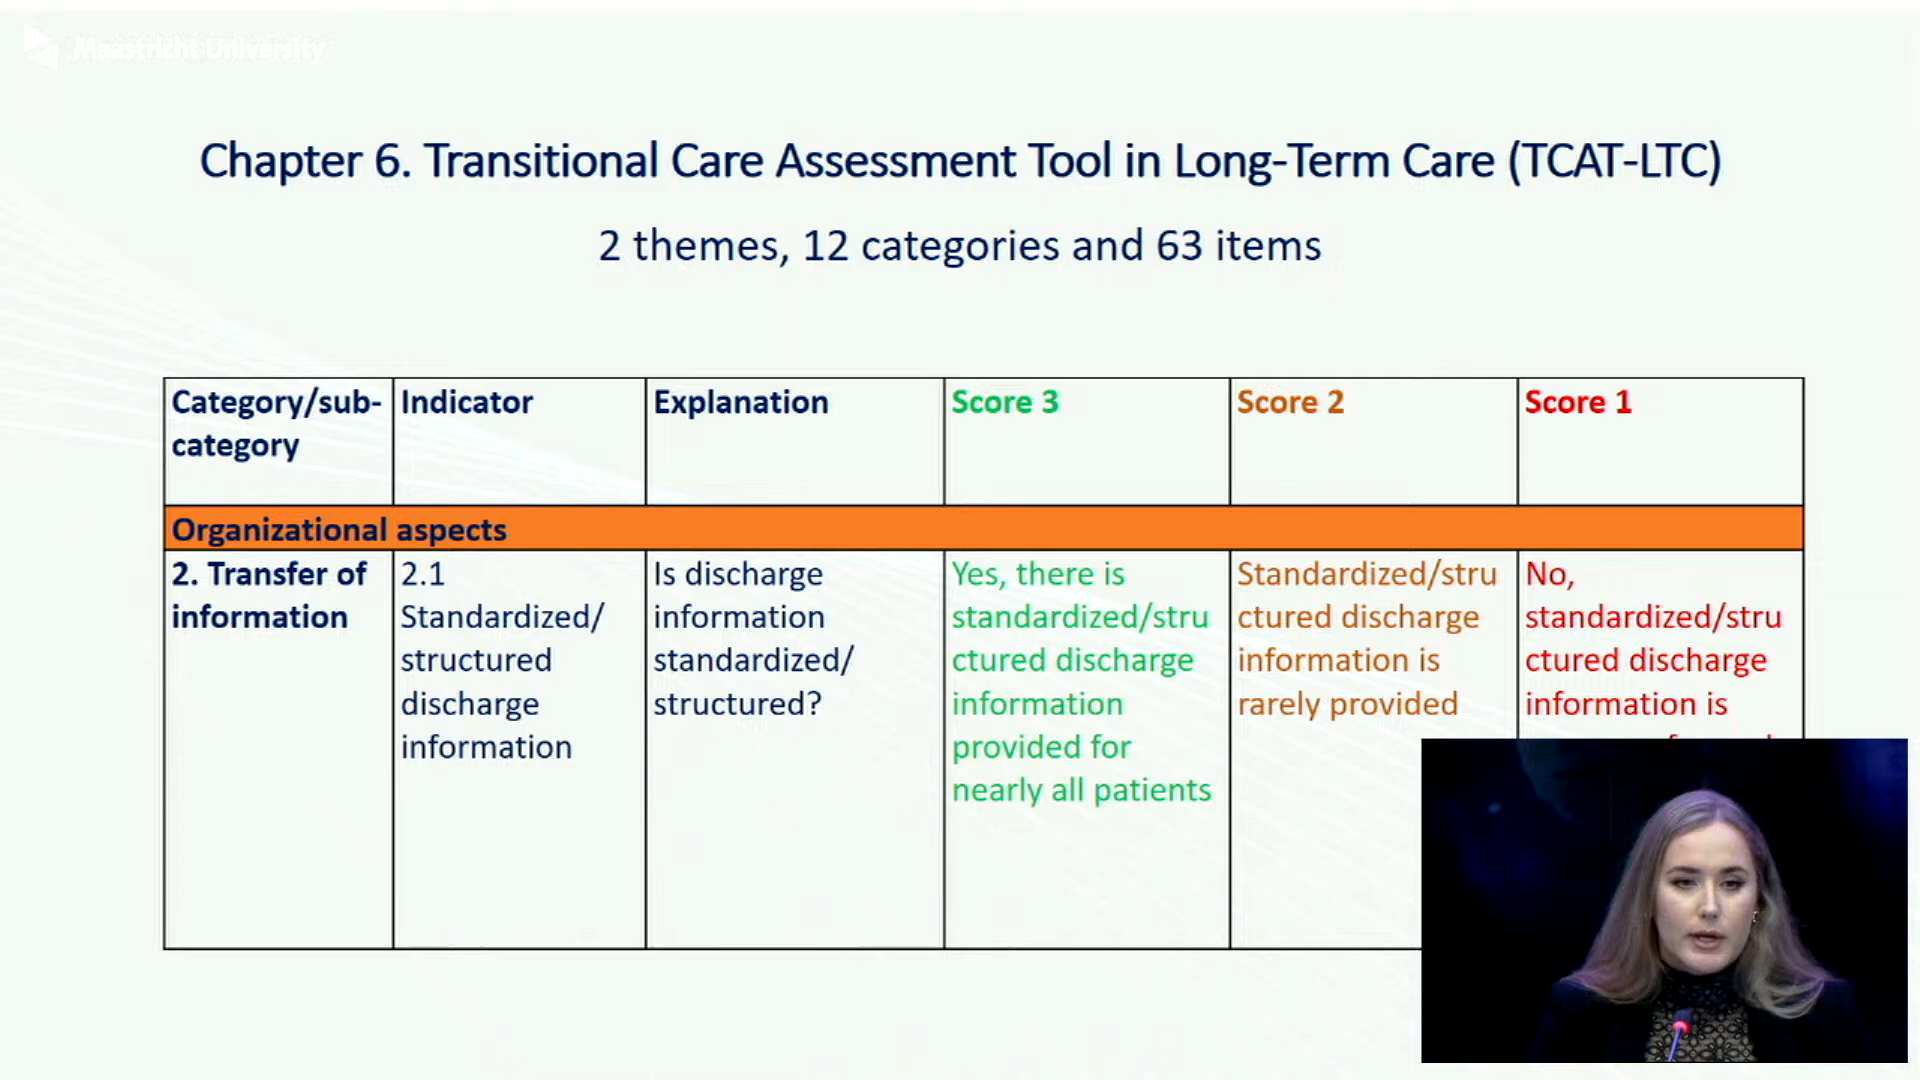 Maastricht University
Chapter 6. Transitional Care Assessment Tool in Long-Term Care (TCAT-LTC)
2 themes, 12 categories and 63 items
Category/sub-
category
Indicator
Explanation
Score 3
Score 2
Score 1
Organizational aspects
2. Transfer of
information
2.1
Standardized/
structured
discharge
information
Is discharge
information
standardized/
structured?
Yes, there is
standardized/stru
ctured discharge
information
provided for
nearly all patients
Standardized/stru
ctured discharge
information is
rarely provided
No,
standardized/stru
ctured discharge
information is